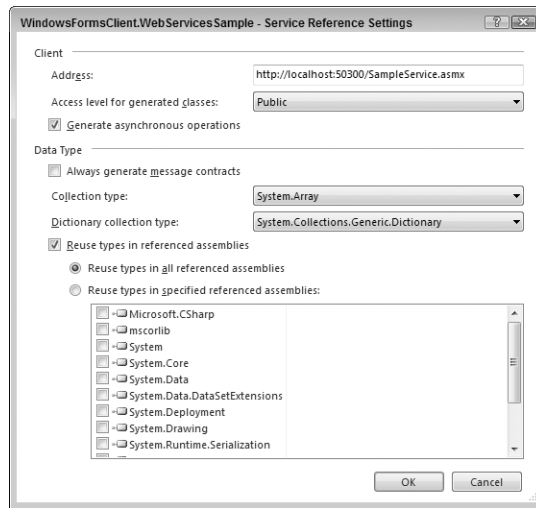 WindowsFormsClient.WebServicesSample - Service Reference Settings
Client
Address: http://localhost:50300/SampleService.asmx
Access level for generated classes: Public
Generate asynchronous operations
Data Type
Always generate message contracts
Collection type: System.Array
Dictionary collection type: System.Collections.Generic.Dictionary
Reuse types in referenced assemblies
Reuse types in all referenced assemblies
Reuse types in specified referenced assemblies:
Microsoft.CSharp
mscorlib
System
System.Core
System.Data
System.Data.DataSetExtensions
System.Deployment
System.Drawing
System.Runtime.Serialization
OK Cancel